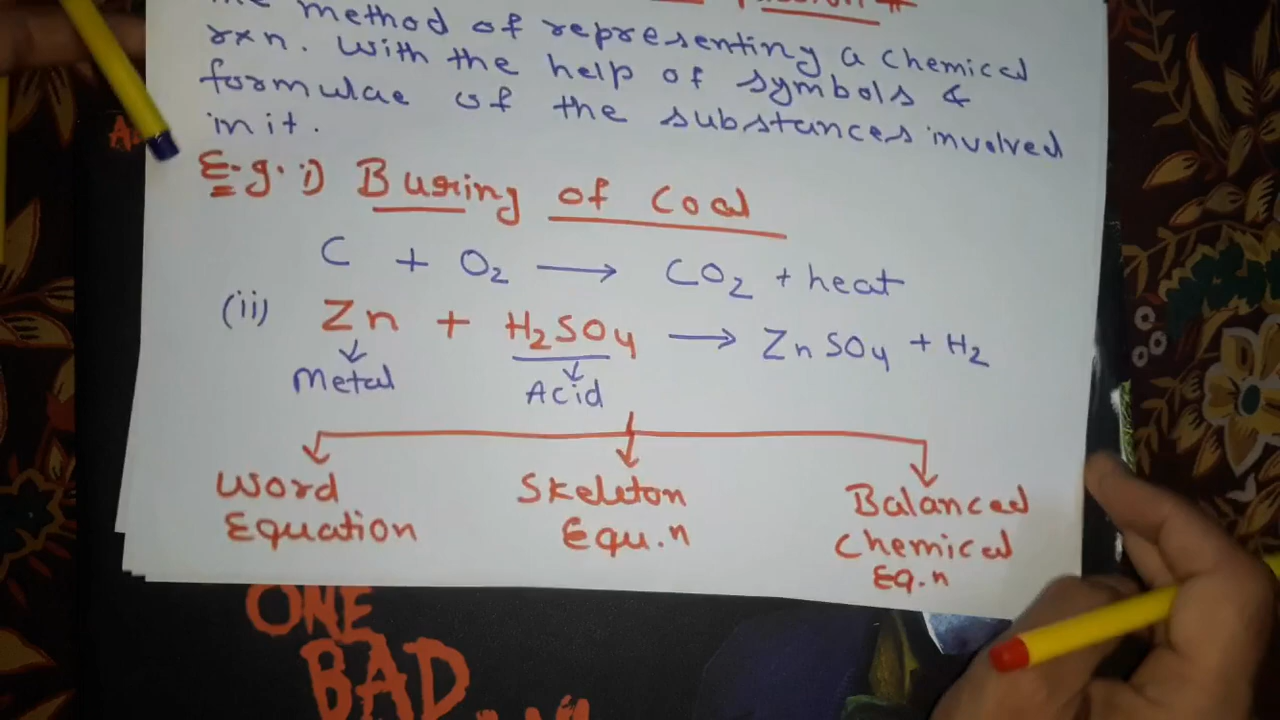 method of representing a chemical
rxn. With the help of symbols &
formulae of the substances involved
in it.
E.g. i) Buring of Coal
C + O₂ ⟶ CO₂ + heat
(ii) Zn + H₂SO₄ ⟶ ZnSO₄ + H₂
Metal Acid
Word Skeleton Balanced
Equation Equ.n Chemical
Eq.n
ONE
BAD